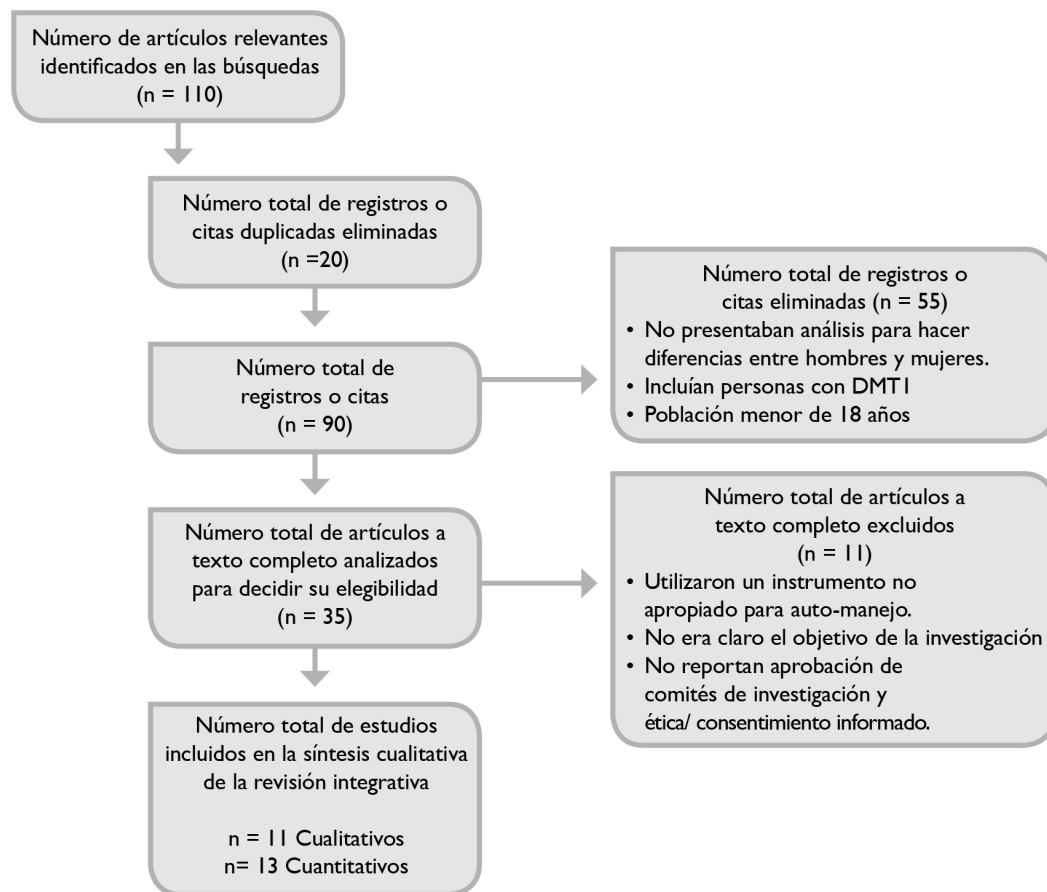 Número de artículos relevantes
identificados en las búsquedas
(n = 110)
Número total de registros o
citas duplicadas eliminadas
(n =20)
Número total de
registros o citas
(n = 90)
Número total de registros o
citas eliminadas (n = 55)
• No presentaban análisis para hacer
diferencias entre hombres y mujeres.
• Incluían personas con DMT1
• Población menor de 18 años
Número total de artículos a
texto completo analizados
para decidir su elegibilidad
(n = 35)
Número total de artículos a
texto completo excluidos
(n = 11)
• Utilizaron un instrumento no
apropiado para auto-manejo.
• No era claro el objetivo de la investigación
• No reportan aprobación de
comités de investigación y
ética/ consentimiento informado.
Número total de estudios
incluidos en la síntesis cualitativa
de la revisión integrativa
n = 11 Cualitativos
n= 13 Cuantitativos